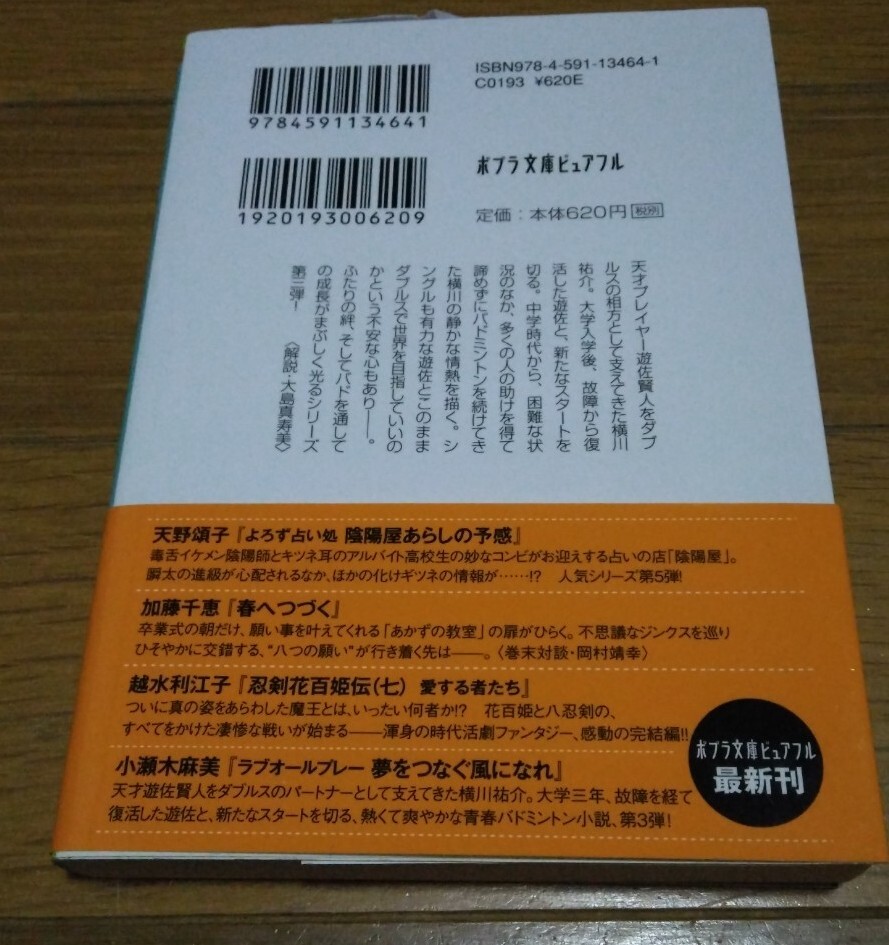 ISBN978-4-591-13464-1
C0193 ¥620E
9784591134641
ポプラ文庫ピュアフル
1920193006209
定価：本体620円 税別
天才プレイヤー遊佐賢人をダブ
ルスの相方として支えてきた横川
祐介。大学入学後、故障から復
活した遊佐と、新たなスタートを
切る。中学時代から、困難な状
況のなか、多くの人の助けを得て
諦めずにバドミントンを続けてき
た横川の静かな情熱を描く。シ
ングルも有力な遊佐とこのまま
ダブルスで世界を目指していいの
かという不安な心もあり――。
ふたりの絆、そしてバドを通して
の成長がまぶしく光るシリーズ
第三弾！
〈解説・大島真寿美〉
天野頌子『よろず占い処 陰陽屋あらしの予感』
毒舌イケメン陰陽師とキツネ耳のアルバイト高校生の妙なコンビがお迎えする占いの店「陰陽屋」。
瞬太の進級が心配されるなか、ほかの化けギツネの情報が……!? 人気シリーズ第5弾!
加藤千恵『春へつづく』
卒業式の朝だけ、願い事を叶えてくれる「あかずの教室」の扉がひらく。不思議なジンクスを巡り
ひそやかに交錯する、“八つの願い”が行き着く先は――。〈巻末対談・岡村靖幸〉
越水利江子『忍剣花百姫伝(七) 愛する者たち』
ついに真の姿をあらわした魔王とは、いったい何者か!? 花百姫と八忍剣の、
すべてをかけた凄惨な戦いが始まる――渾身の時代活劇ファンタジー、感動の完結編!!
小瀬木麻美『ラブオールプレー 夢をつなぐ風になれ』
天才遊佐賢人をダブルスのパートナーとして支えてきた横川祐介。大学三年、故障を経て
復活した遊佐と、新たなスタートを切る、熱くて爽やかな青春バドミントン小説、第3弾!
ポプラ文庫ピュアフル
最新刊